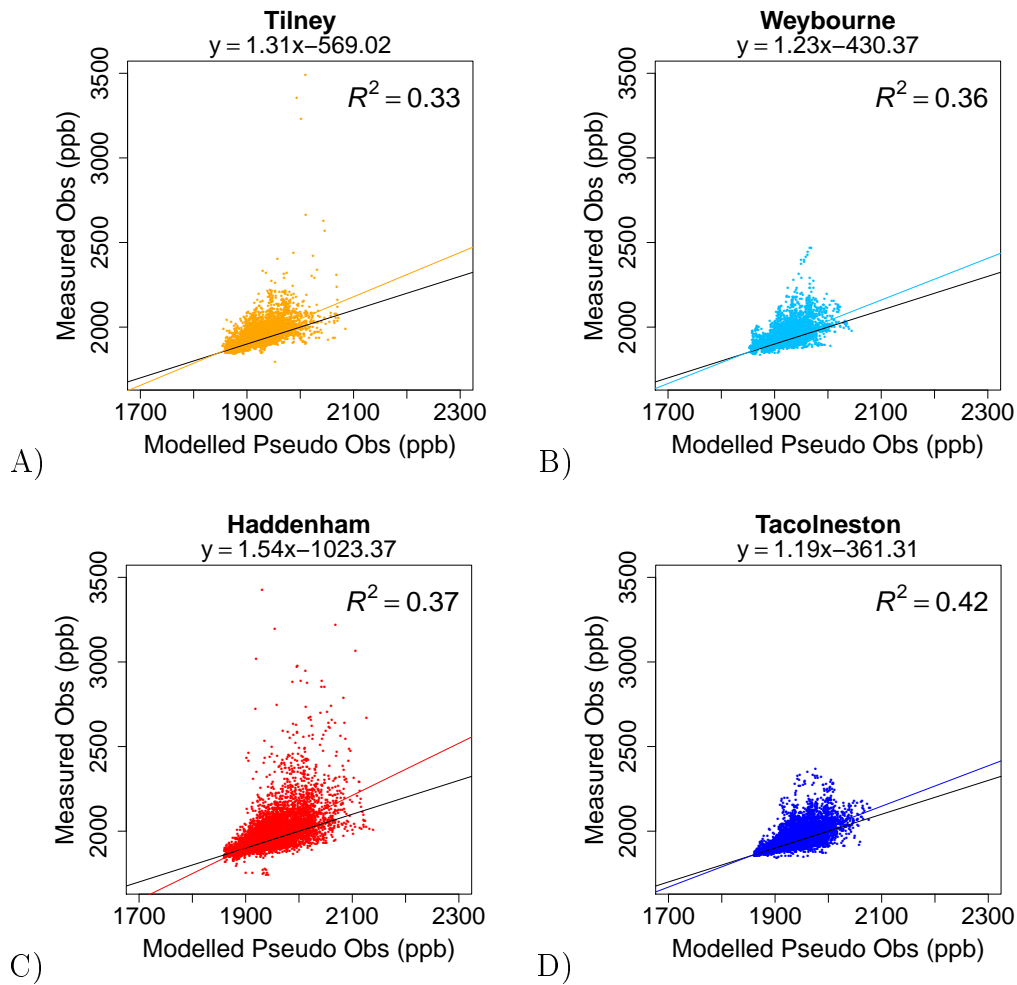 Tilney
y = 1.31x−569.02
R² = 0.33
Measured Obs (ppb)
3500
3000
2500
2000
1700 1900 2100 2300
Modelled Pseudo Obs (ppb)
A)
Weybourne
y = 1.23x−430.37
R² = 0.36
Measured Obs (ppb)
3500
3000
2500
2000
1700 1900 2100 2300
Modelled Pseudo Obs (ppb)
B)
Haddenham
y = 1.54x−1023.37
R² = 0.37
Measured Obs (ppb)
3500
3000
2500
2000
1700 1900 2100 2300
Modelled Pseudo Obs (ppb)
C)
Tacolneston
y = 1.19x−361.31
R² = 0.42
Measured Obs (ppb)
3500
3000
2500
2000
1700 1900 2100 2300
Modelled Pseudo Obs (ppb)
D)